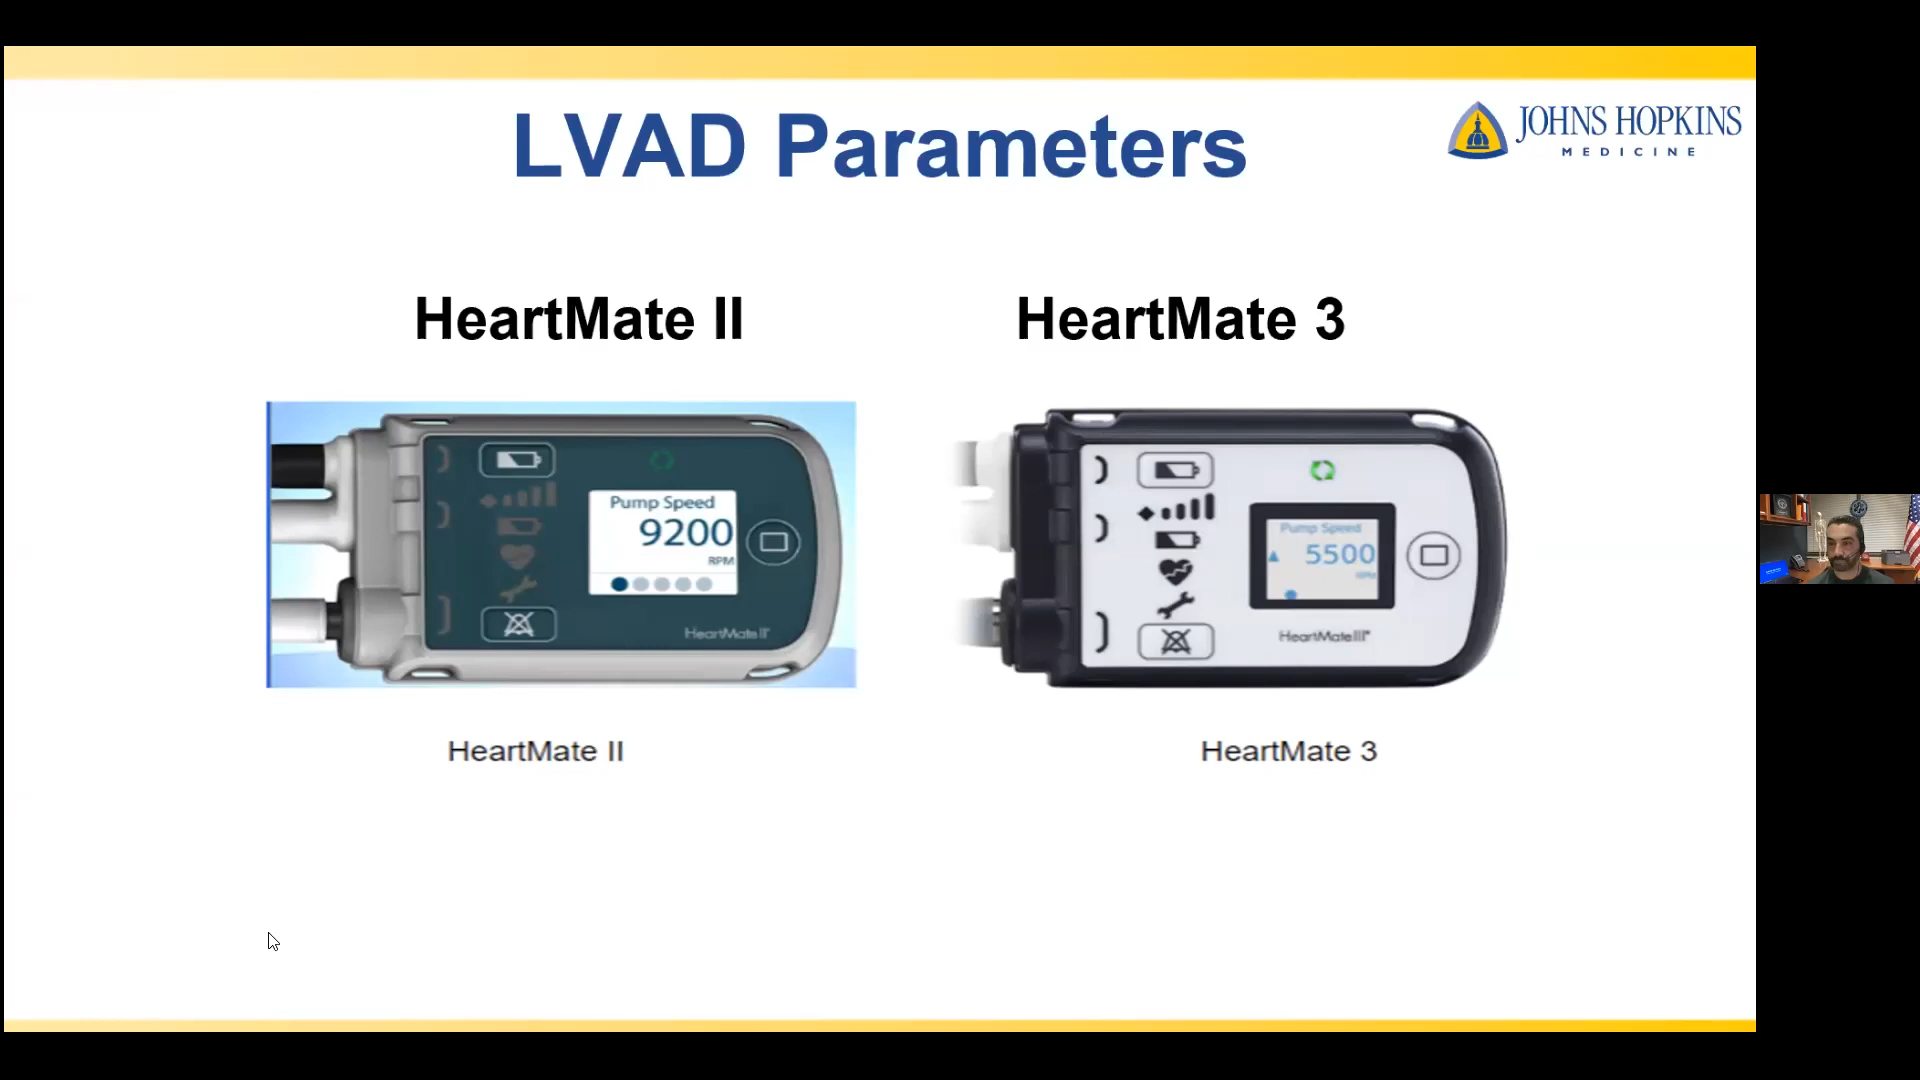 LVAD Parameters
JOHNS HOPKINS
MEDICINE
HeartMate II
HeartMate 3
Pump Speed
9200
RPM
HeartMate II
Pump Speed
5500
RPM
HeartMate III
HeartMate II
HeartMate 3